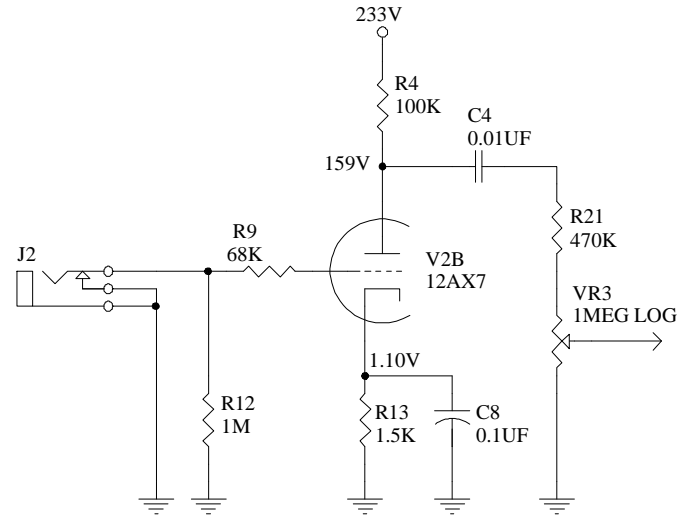 233V
R4
100K
C4
0.01UF
159V
R9
68K
R21
470K
J2
V2B
12AX7
VR3
1MEG LOG
1.10V
R12
1M
R13
1.5K
C8
0.1UF